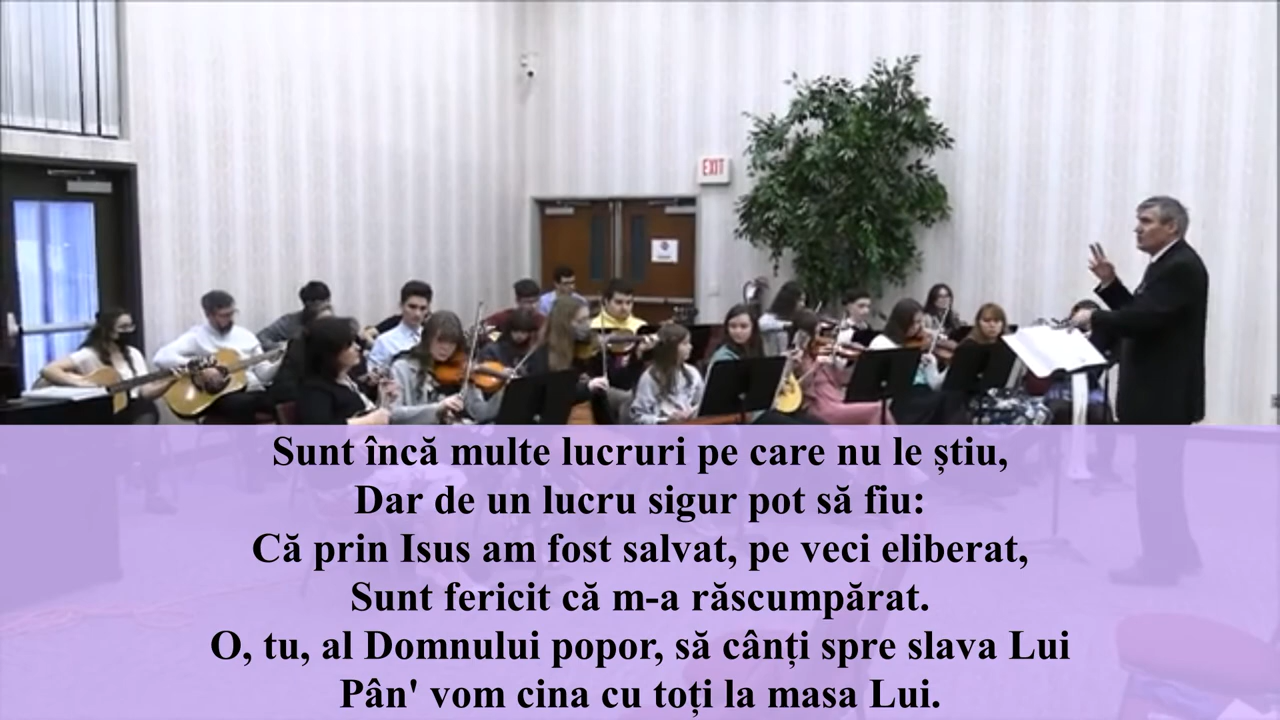 EXIT
Sunt încă multe lucruri pe care nu le știu,
Dar de un lucru sigur pot să fiu:
Că prin Isus am fost salvat, pe veci eliberat,
Sunt fericit că m-a răscumpărat.
O, tu, al Domnului popor, să cânți spre slava Lui
Pân' vom cina cu toți la masa Lui.